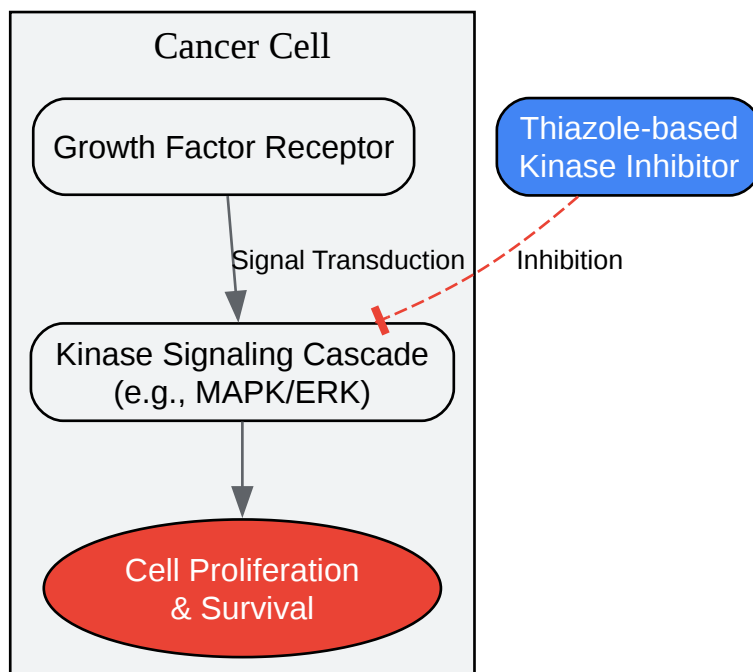 Cancer Cell
Growth Factor Receptor
Thiazole-based
Kinase Inhibitor
Signal Transduction
Inhibition
Kinase Signaling Cascade
(e.g., MAPK/ERK)
Cell Proliferation
& Survival